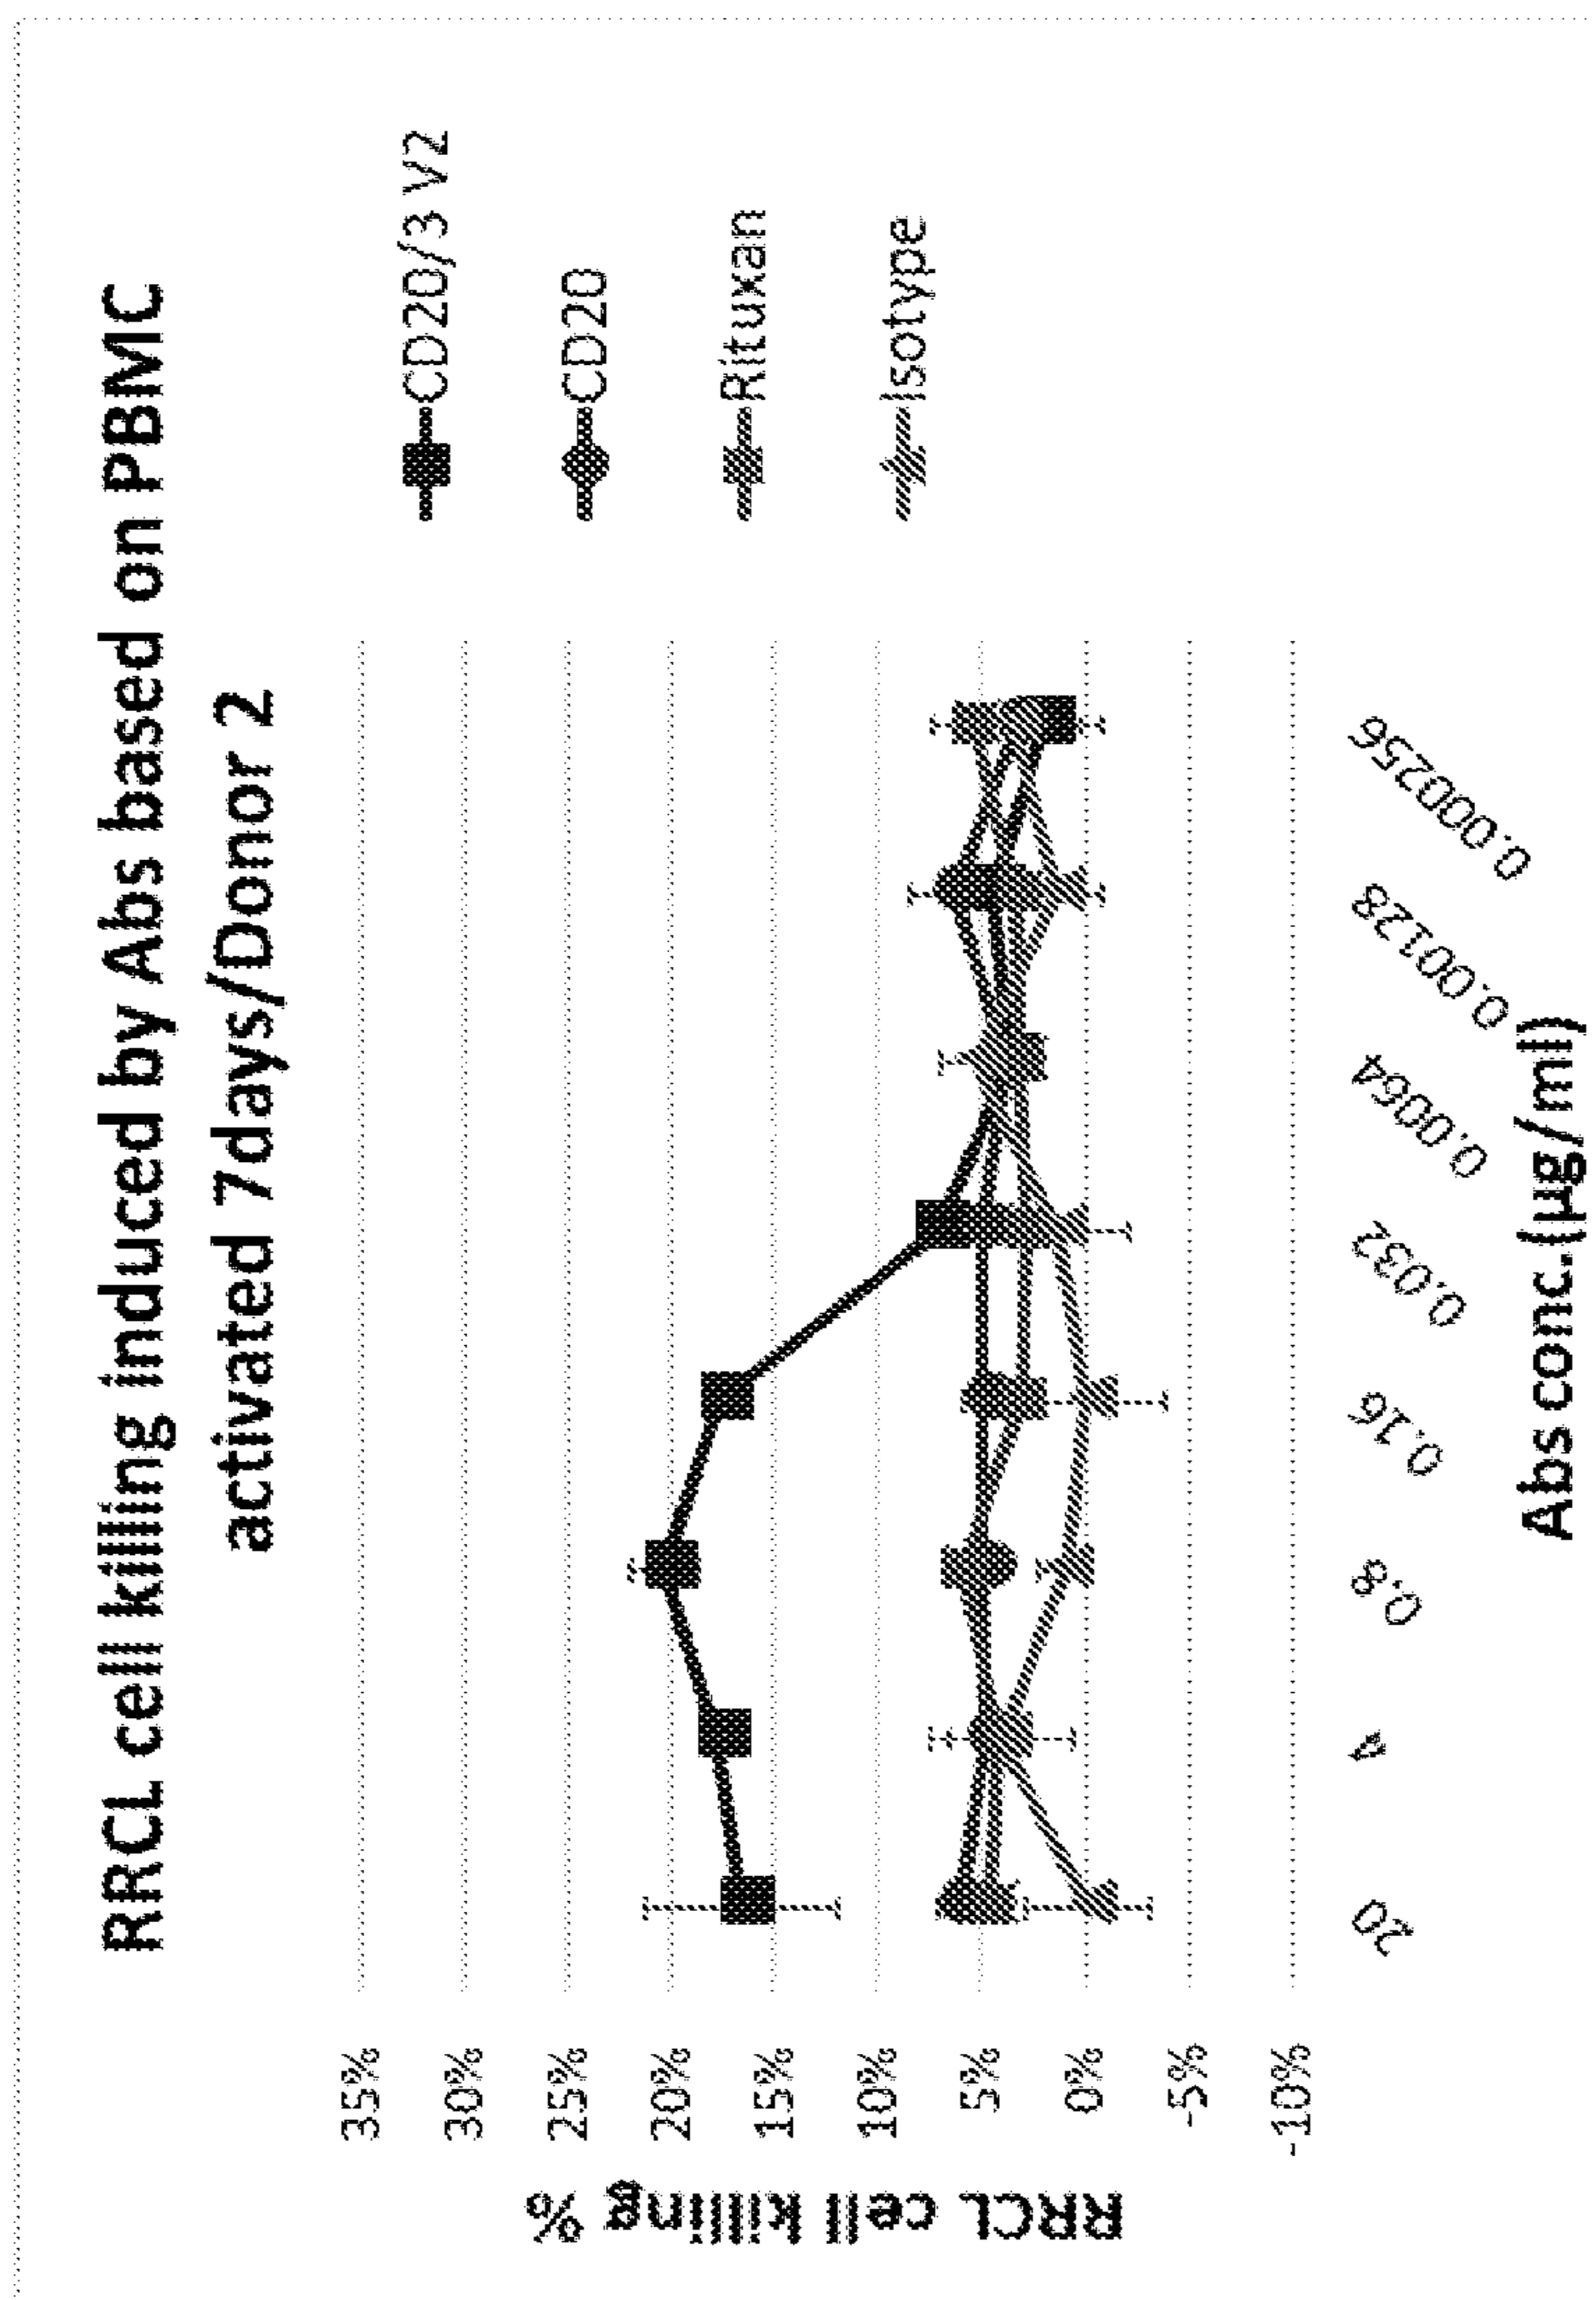 RRCL cell killing induced by Abs based on PBMC
activated 7days/Donor 2
RRCL cell killing %
35%
30%
25%
20%
15%
10%
5%
0%
-5%
-10%
20
4
0.8
0.16
0.032
0.0064
0.00128
0.000256
Abs conc.(μg/ml)
CD20/3 V2
CD20
Rituxan
Isotype